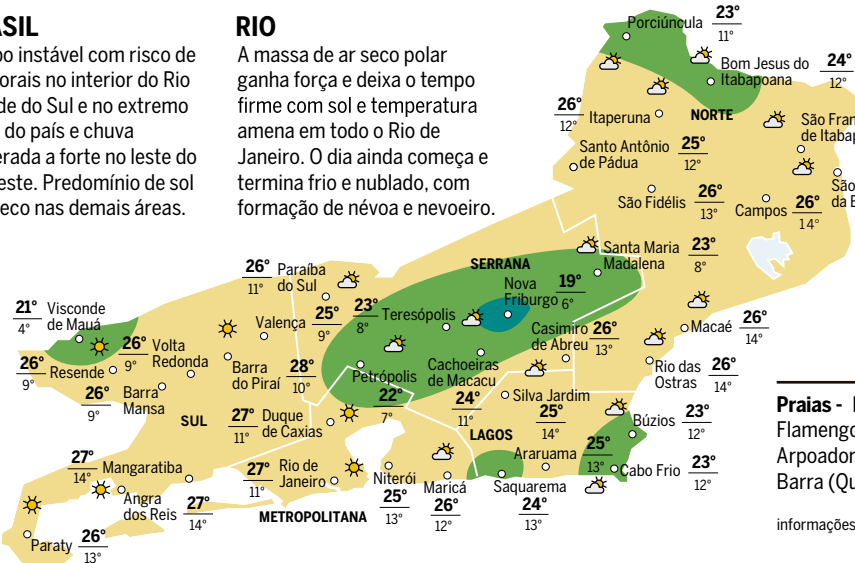 RIO
A massa de ar seco polar
ganha força e deixa o tempo
firme com sol e temperatura
amena em todo o Rio de
Janeiro. O dia ainda começa e
termina frio e nublado, com
formação de névoa e nevoeiro.
instável com risco de
no interior do Rio
do Sul e no extremo
do país e chuva
a forte no leste do
Predomínio de sol
nas demais áreas.
Porciúncula 23° 11°
Bom Jesus do
Itabapoana 24° 12°
26° 12° Itaperuna
NORTE
São
de
Santo Antônio
de Pádua 25° 12°
São Fidélis 26° 13°
Campos 26° 14°
São
da
Santa Maria
Madalena 23° 8°
SERRANA
Nova
Friburgo 19° 6°
26° 11° Paraíba
do Sul
21° 4° Visconde
de Mauá
Valença 25° 9°
23° 8° Teresópolis
Casimiro
de Abreu 26° 13°
Macaé 26° 14°
26° 9° Volta
Redonda
26° 9° Resende
Barra
do Piraí 28° 10°
Petrópolis 22° 7°
Cachoeiras
de Macacu 24° 11°
Rio das
Ostras 26° 14°
26° 9° Barra
Mansa
SUL
27° 11° Duque
de Caxias
Silva Jardim 25° 14°
LAGOS
Búzios 23° 12°
27° 14° Mangaratiba
27° 11° Rio de
Janeiro
Niterói 25° 13°
Maricá 26° 12°
Araruama 25° 13°
Saquarema 24° 13°
Cabo Frio 23° 12°
Angra
dos Reis 27° 14°
METROPOLITANA
Paraty 26° 13°
Praias -
Flamengo
Arpoador
Barra
informações